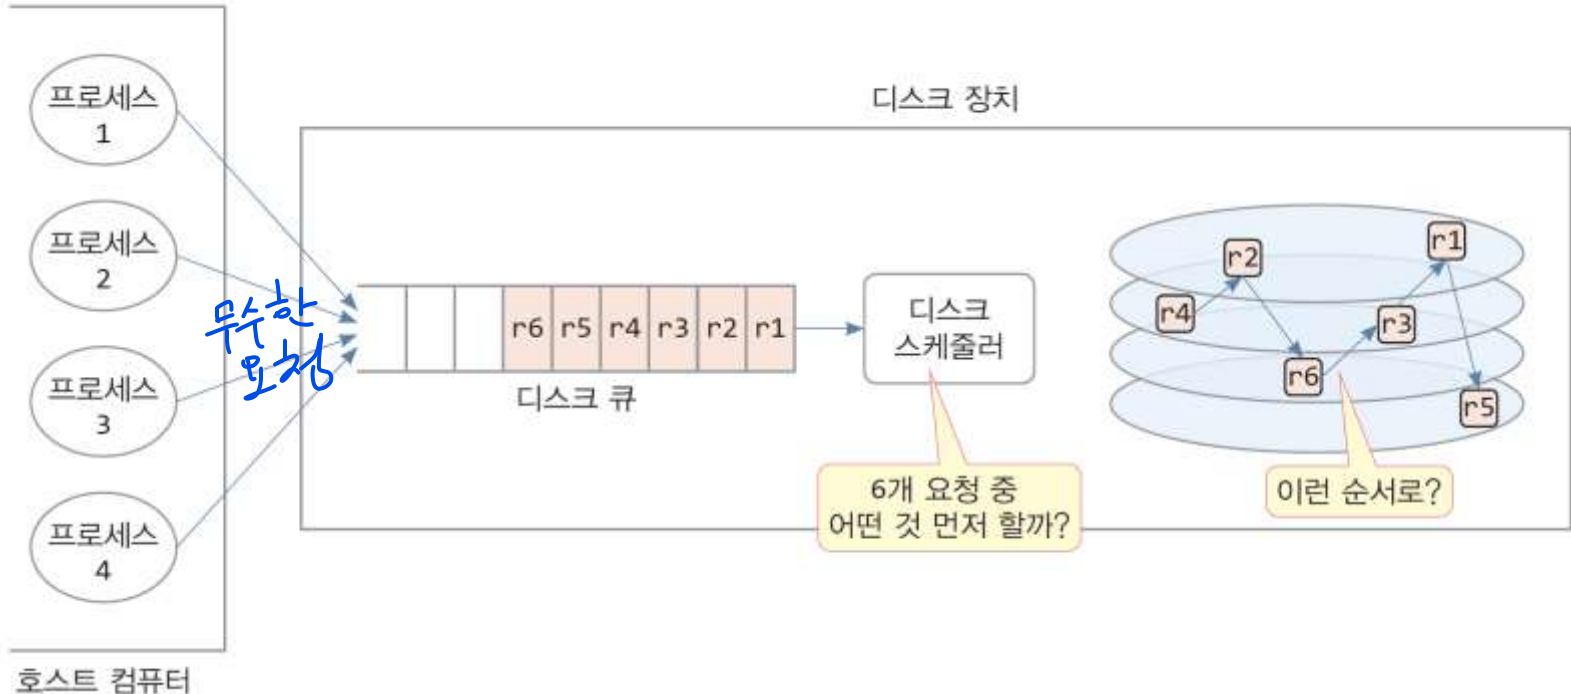 프로세스
1
프로세스
2
프로세스
3
프로세스
4
호스트 컴퓨터
무수한
요청
디스크 장치
r6 r5 r4 r3 r2 r1
디스크 큐
디스크
스케줄러
6개 요청 중
어떤 것 먼저 할까?
r1
r2
r4
r3
r6
r5
이런 순서로?